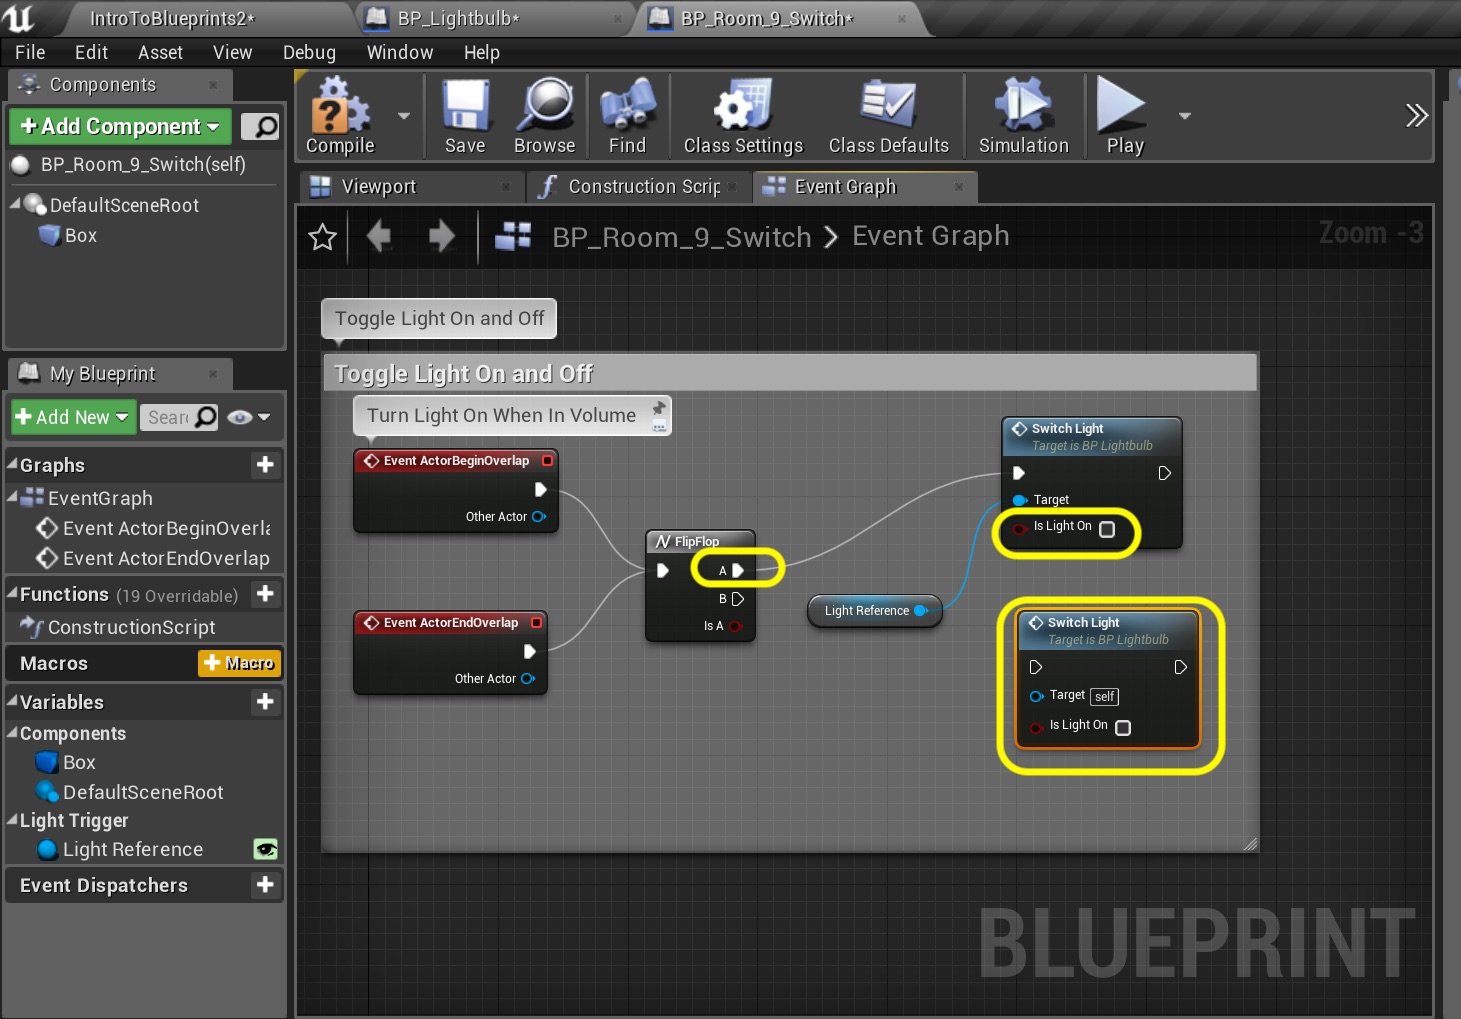 IntroToBlueprints2*
BP_Lightbulb*
BP_Room_9_Switch*
File Edit Asset View Debug Window Help
Components
+ Add Component
BP_Room_9_Switch(self)
DefaultSceneRoot
Box
My Blueprint
+ Add New
Sear
Graphs
EventGraph
Event ActorBeginOverla
Event ActorEndOverlap
Functions (19 Overridable)
ConstructionScript
Macros
+ Macro
Variables
Components
Box
DefaultSceneRoot
Light Trigger
Light Reference
Event Dispatchers
Compile
Save
Browse
Find
Class Settings
Class Defaults
Simulation
Play
Viewport
Construction Scrip
Event Graph
BP_Room_9_Switch > Event Graph
Zoom -3
Toggle Light On and Off
Toggle Light On and Off
Turn Light On When In Volume
Event ActorBeginOverlap
Other Actor
Event ActorEndOverlap
Other Actor
FlipFlop
A
B
Is A
Light Reference
Switch Light
Target is BP Lightbulb
Target
Is Light On
Switch Light
Target is BP Lightbulb
Target self
Is Light On
BLUEPRINT